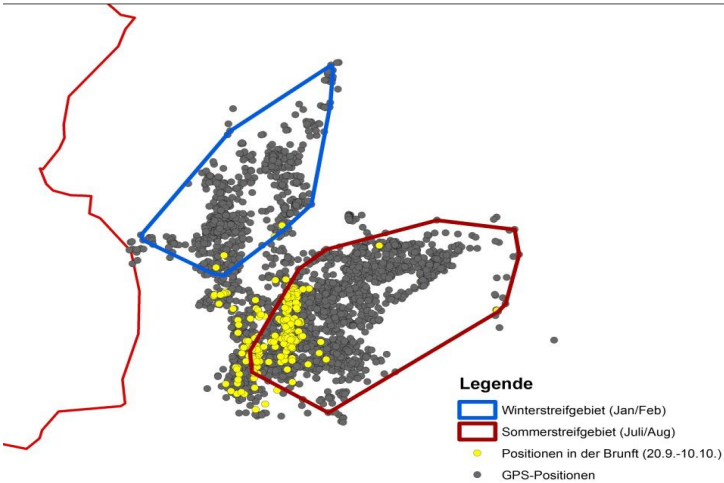 Legende
Winterstreifgebiet (Jan/Feb)
Sommerstreifgebiet (Juli/Aug)
Positionen in der Brunft (20.9.-10.10.)
GPS-Positionen